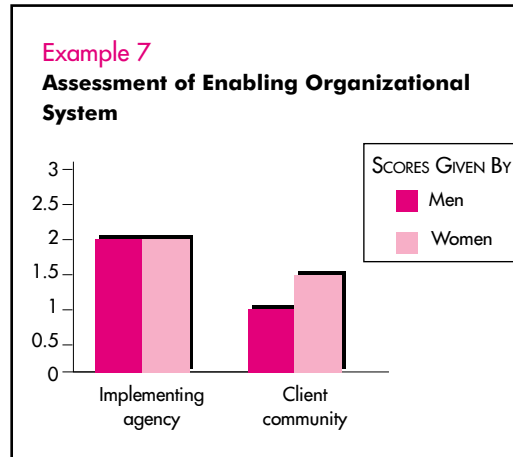 Example 7
Assessment of Enabling Organizational
System
SCORES GIVEN BY
Men
Women
3
2.5
2
1.5
1
0.5
0
Implementing
agency
Client
community